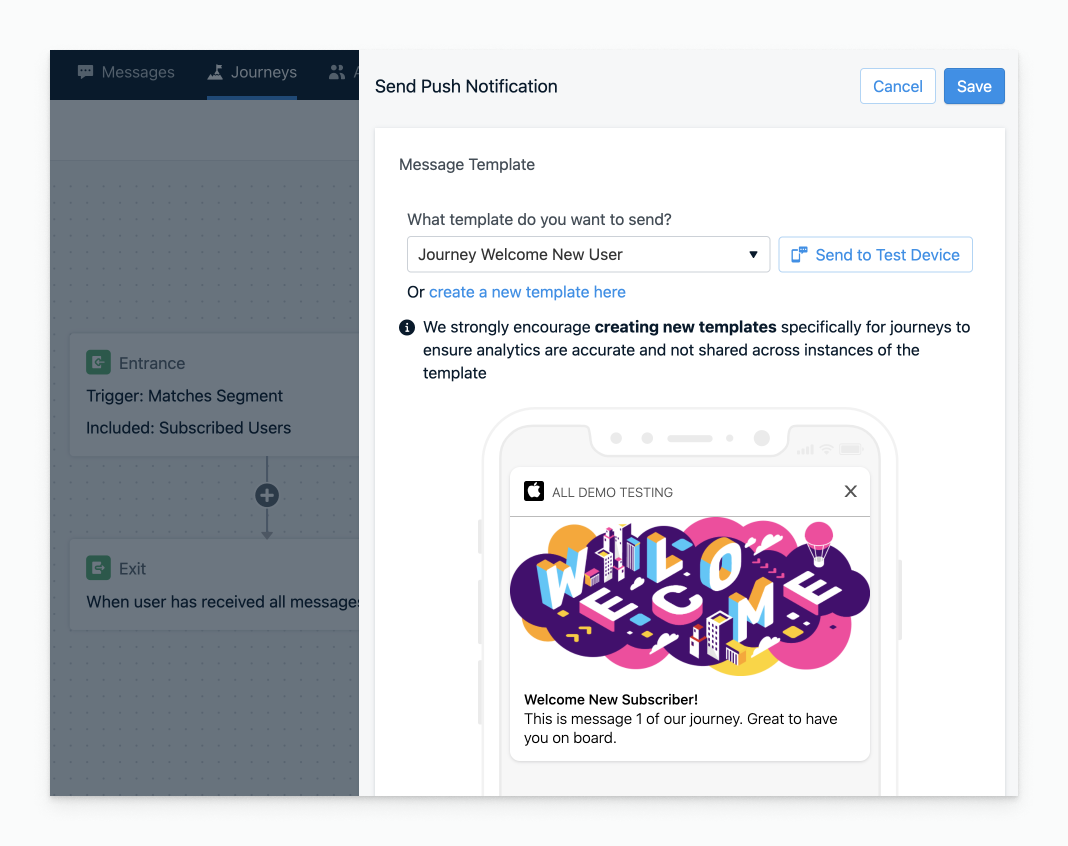 Messages
Journeys
A
Send Push Notification
Cancel
Save
Message Template
What template do you want to send?
Journey Welcome New User
Send to Test Device
Or create a new template here
We strongly encourage creating new templates specifically for journeys to
ensure analytics are accurate and not shared across instances of the
template
Entrance
Trigger: Matches Segment
Included: Subscribed Users
Exit
When user has received all messages
ALL DEMO TESTING
WELCOME
Welcome New Subscriber!
This is message 1 of our journey. Great to have
you on board.